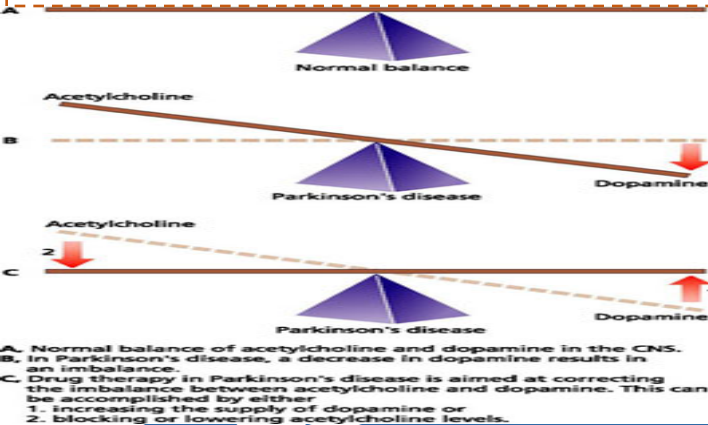 A
Normal balance
Acetylcholine
B
Dopamine
Parkinson's disease
Acetylcholine
2
C
Dopamine
Parkinson's disease
A, Normal balance of acetylcholine and dopamine in the CNS.
B, In Parkinson's disease, a decrease in dopamine results in
an imbalance.
C, Drug therapy in Parkinson's disease is aimed at correcting
the imbalance between acetylcholine and dopamine. This can
be accomplished by either
1. increasing the supply of dopamine or
2. blocking or lowering acetylcholine levels.